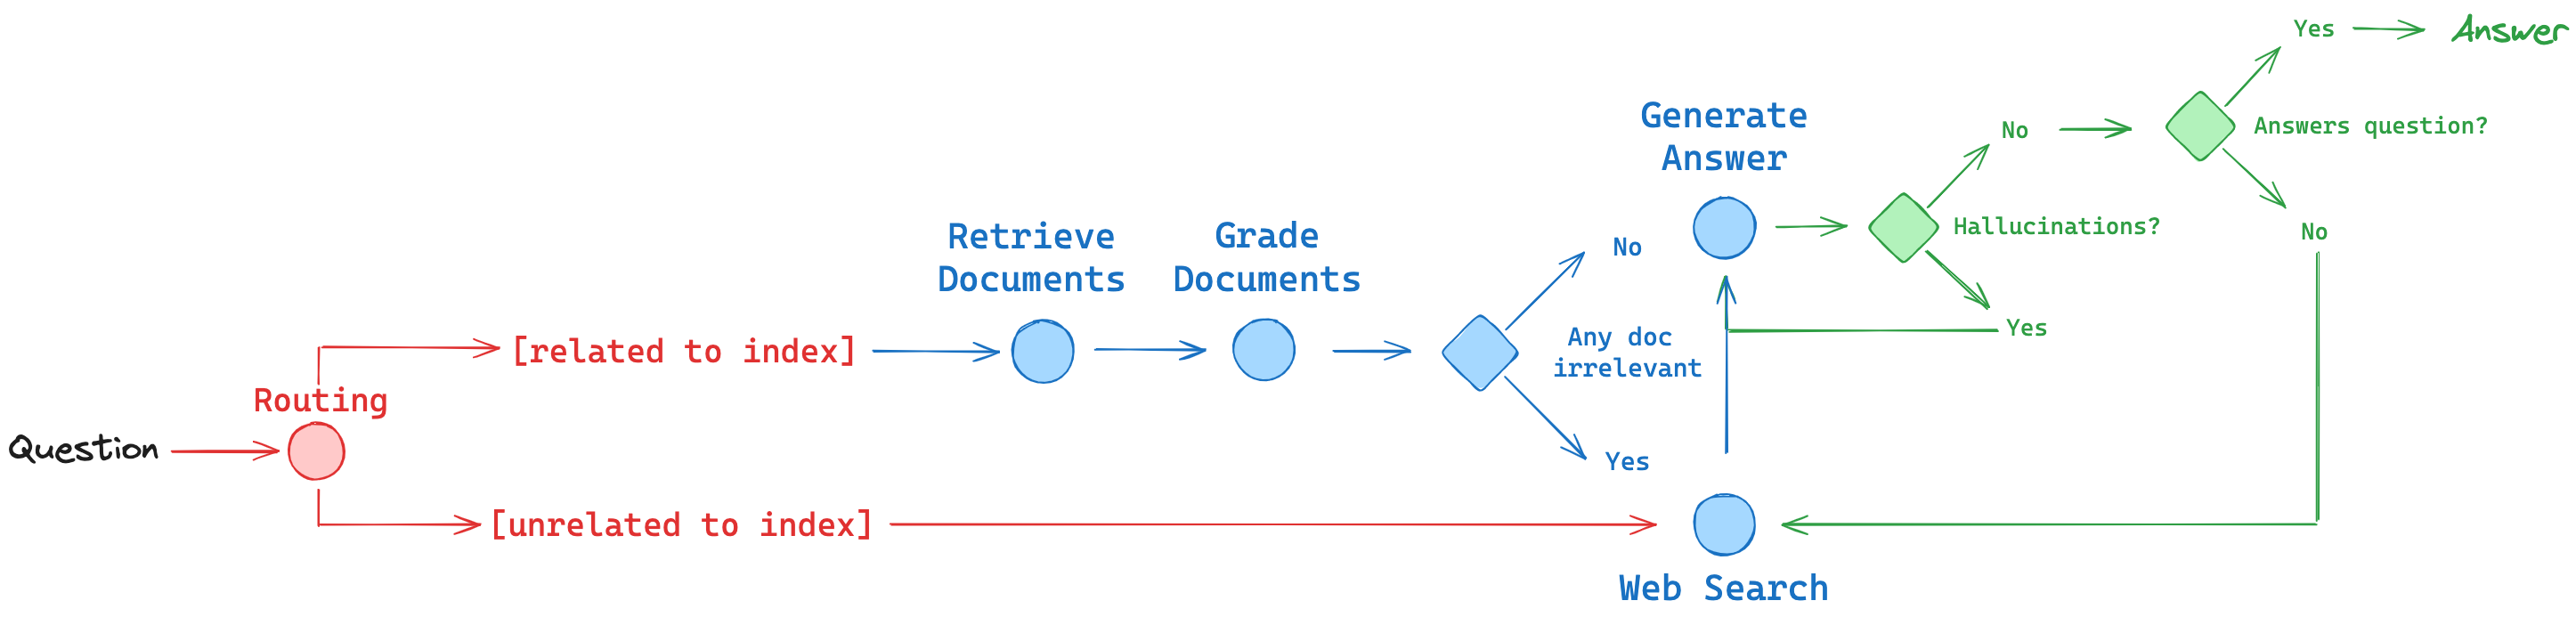 Question
Routing
[related to index]
[unrelated to index]
Retrieve
Documents
Grade
Documents
Any doc
irrelevant
No
Yes
Web Search
Generate
Answer
Hallucinations?
No
Yes
Answers question?
Yes
No
Answer